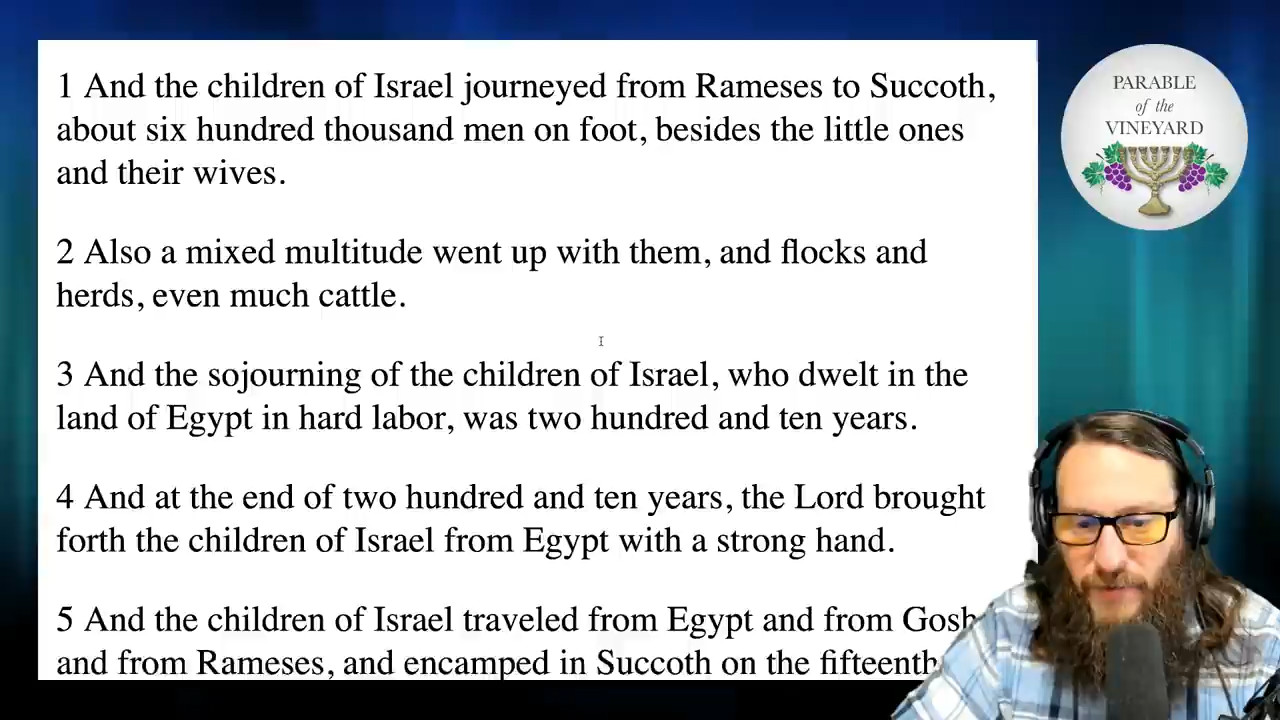 1 And the children of Israel journeyed from Rameses to Succoth,
about six hundred thousand men on foot, besides the little ones
and their wives.
2 Also a mixed multitude went up with them, and flocks and
herds, even much cattle.
3 And the sojourning of the children of Israel, who dwelt in the
land of Egypt in hard labor, was two hundred and ten years.
4 And at the end of two hundred and ten years, the Lord brought
forth the children of Israel from Egypt with a strong hand.
5 And the children of Israel traveled from Egypt and from
and from Rameses, and encamped in Succoth on the fifteenth
PARABLE
of the
VINEYARD